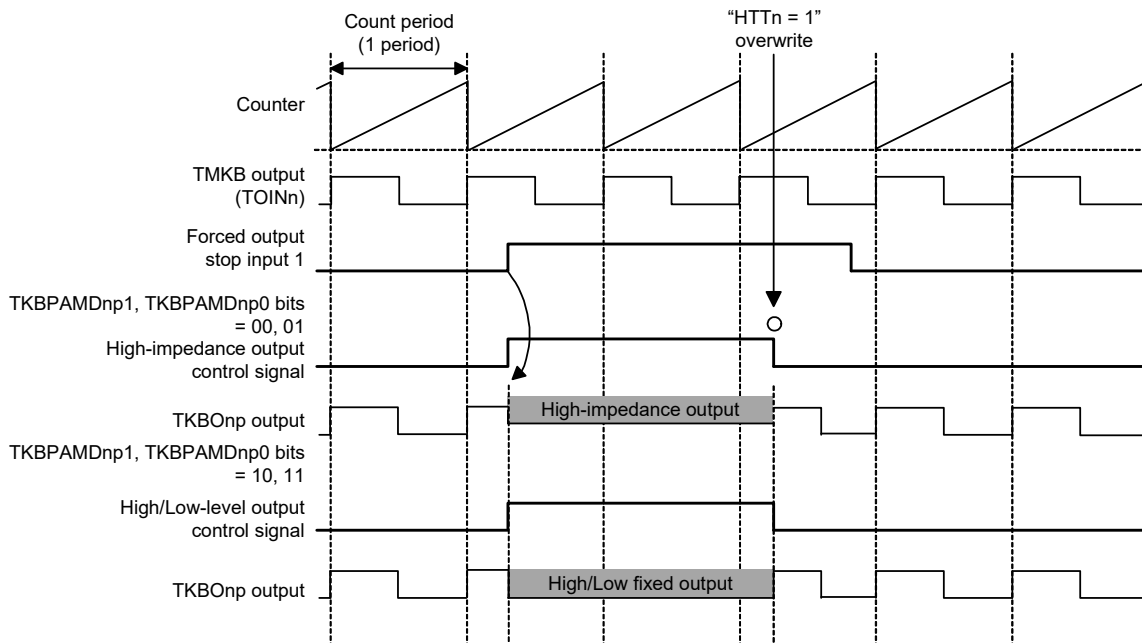 Count period
(1 period)
“HTTn = 1”
overwrite
Counter
TMKB output
(TOINn)
Forced output
stop input 1
TKBPAMDnp1, TKBPAMDnp0 bits
= 00, 01
High-impedance output
control signal
High-impedance output
TKBOnp output
TKBPAMDnp1, TKBPAMDnp0 bits
= 10, 11
High/Low-level output
control signal
High/Low fixed output
TKBOnp output